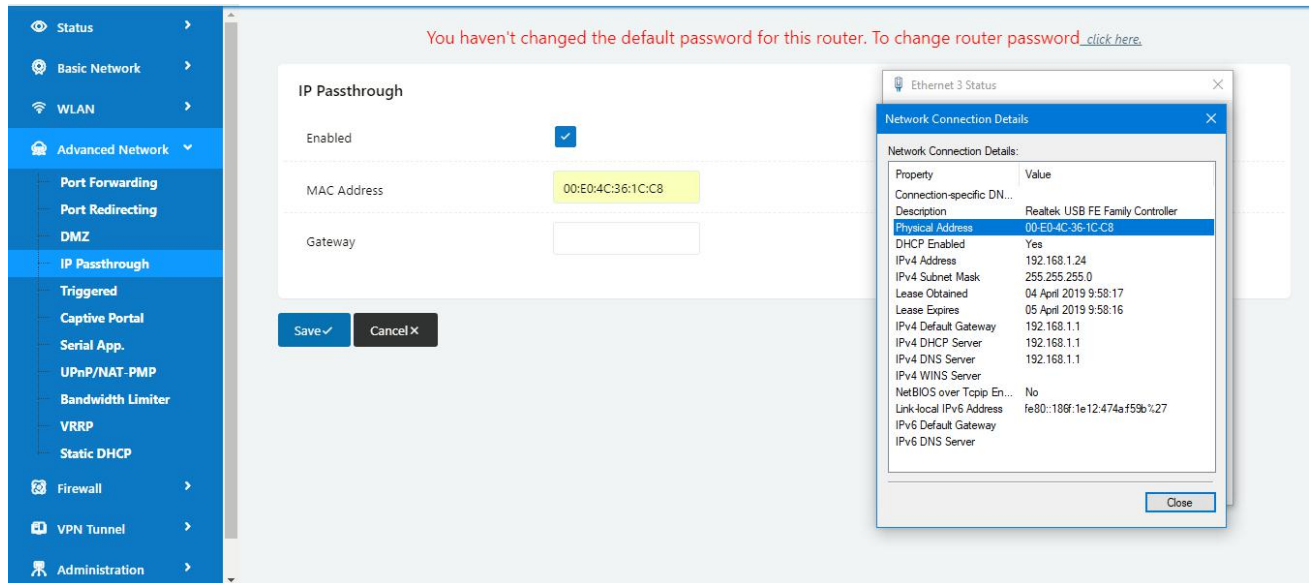 Status
Basic Network
WLAN
Advanced Network
Port Forwarding
Port Redirecting
DMZ
IP Passthrough
Triggered
Captive Portal
Serial App.
UPnP/NAT-PMP
Bandwidth Limiter
VRRP
Static DHCP
Firewall
VPN Tunnel
Administration
You haven't changed the default password for this router. To change router password click here.
IP Passthrough
Enabled
MAC Address 00:E0:4C:36:1C:C8
Gateway
Save Cancel
Ethernet 3 Status
Network Connection Details
Network Connection Details:
Property Value
Connection-specific DN...
Description Realtek USB FE Family Controller
Physical Address 00-E0-4C-36-1C-C8
DHCP Enabled Yes
IPv4 Address 192.168.1.24
IPv4 Subnet Mask 255.255.255.0
Lease Obtained 04 April 2019 9:58:17
Lease Expires 05 April 2019 9:58:16
IPv4 Default Gateway 192.168.1.1
IPv4 DHCP Server 192.168.1.1
IPv4 DNS Server 192.168.1.1
IPv4 WINS Server
NetBIOS over Tcpip En... No
Link-local IPv6 Address fe80::186f:1e12:474a:f59b%27
IPv6 Default Gateway
IPv6 DNS Server
Close